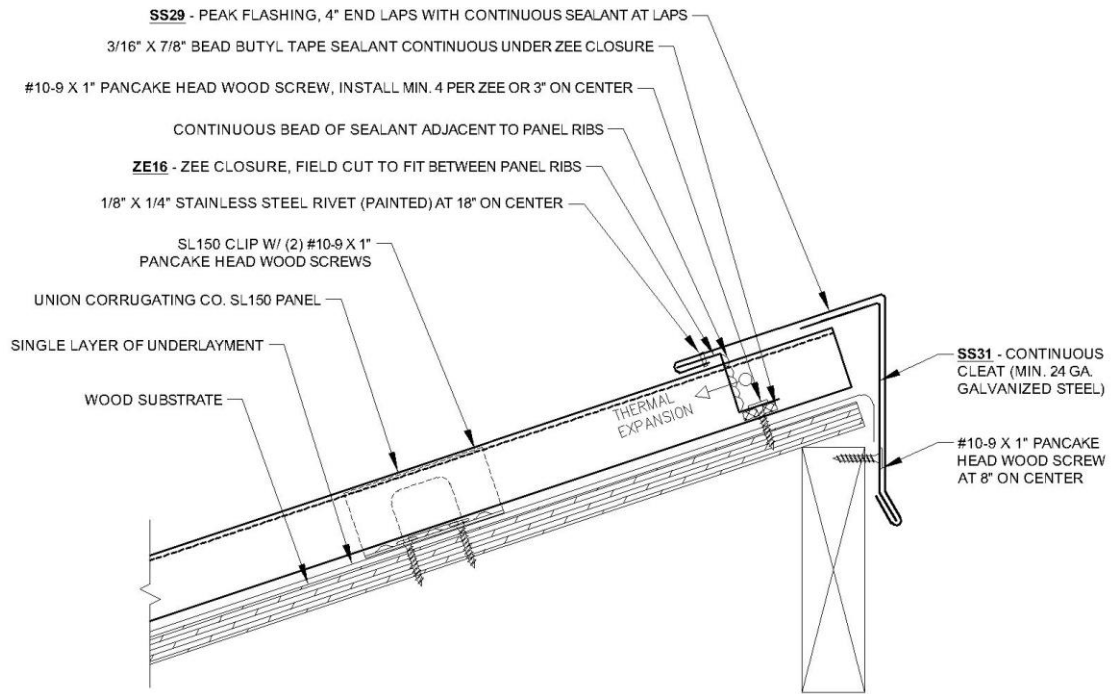 SS29 - PEAK FLASHING, 4" END LAPS WITH CONTINUOUS SEALANT AT LAPS
3/16" X 7/8" BEAD BUTYL TAPE SEALANT CONTINUOUS UNDER ZEE CLOSURE
#10-9 X 1" PANCAKE HEAD WOOD SCREW, INSTALL MIN. 4 PER ZEE OR 3" ON CENTER
CONTINUOUS BEAD OF SEALANT ADJACENT TO PANEL RIBS
ZE16 - ZEE CLOSURE, FIELD CUT TO FIT BETWEEN PANEL RIBS
1/8" X 1/4" STAINLESS STEEL RIVET (PAINTED) AT 18" ON CENTER
SL150 CLIP W/ (2) #10-9 X 1"
PANCAKE HEAD WOOD SCREWS
UNION CORRUGATING CO. SL150 PANEL
SINGLE LAYER OF UNDERLAYMENT
WOOD SUBSTRATE
THERMAL
EXPANSION
SS31 - CONTINUOUS
CLEAT (MIN. 24 GA.
GALVANIZED STEEL)
#10-9 X 1" PANCAKE
HEAD WOOD SCREW
AT 8" ON CENTER